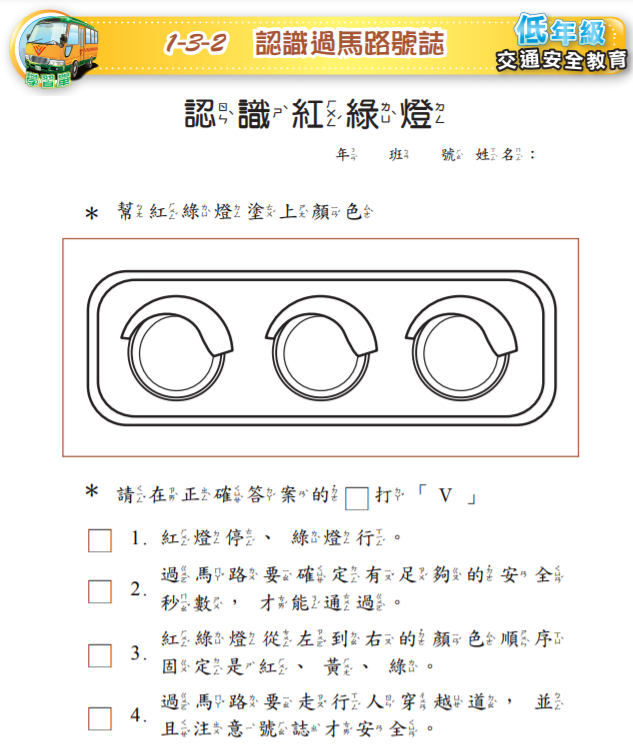 1-3-2 認識過馬路號誌
低年級
交通安全教育
學習單
認識紅綠燈
年 班 號 姓名：
* 幫紅綠燈塗上顏色
* 請在正確答案的□打「V」
□ 1. 紅燈停、綠燈行。
□ 2. 過馬路要確定有足夠的安全
秒數，才能通過。
□ 3. 紅綠燈從左到右的顏色順序
固定是紅、黃、綠。
□ 4. 過馬路要走行人穿越道，並
且注意號誌才安全。